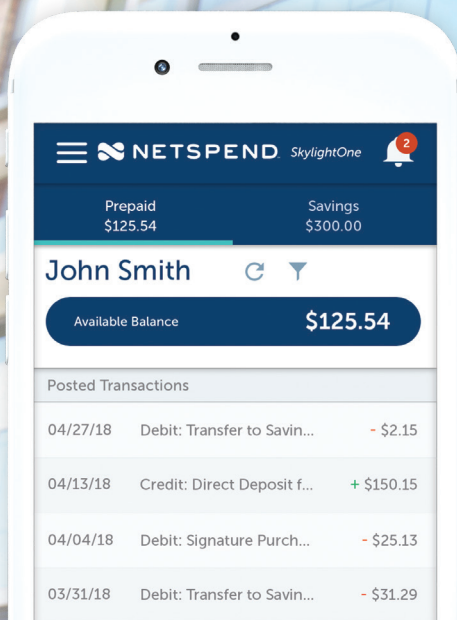 NETSPEND SkylightOne 2
Prepaid Savings
$125.54 $300.00
John Smith
Available Balance $125.54
Posted Transactions
04/27/18 Debit: Transfer to Savin... - $2.15
04/13/18 Credit: Direct Deposit f... + $150.15
04/04/18 Debit: Signature Purch... - $25.13
03/31/18 Debit: Transfer to Savin... - $31.29